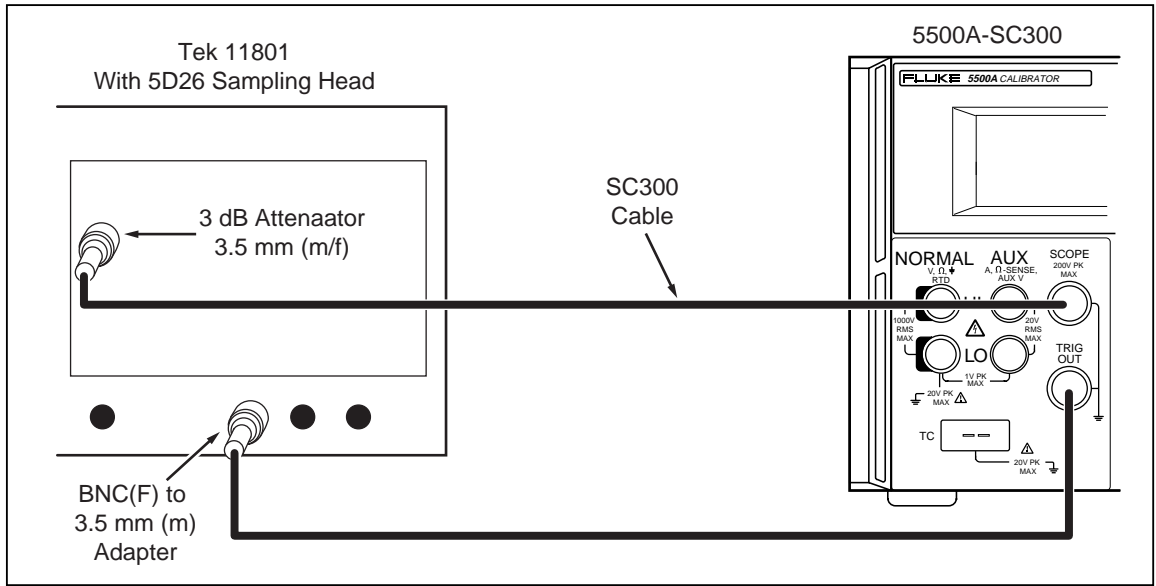 Tek 11801
With 5D26 Sampling Head
3 dB Attenaator
3.5 mm (m/f)
BNC(F) to
3.5 mm (m)
Adapter
SC300
Cable
5500A-SC300
FLUKE 5500A CALIBRATOR
NORMAL
V, Ω,
RTD
AUX
A, Ω-SENSE,
AUX V
SCOPE
200V PK
MAX
1000V
RMS
MAX
20V
RMS
MAX
LO
TRIG
OUT
1V PK
MAX
20V PK
MAX
TC
20V PK
MAX